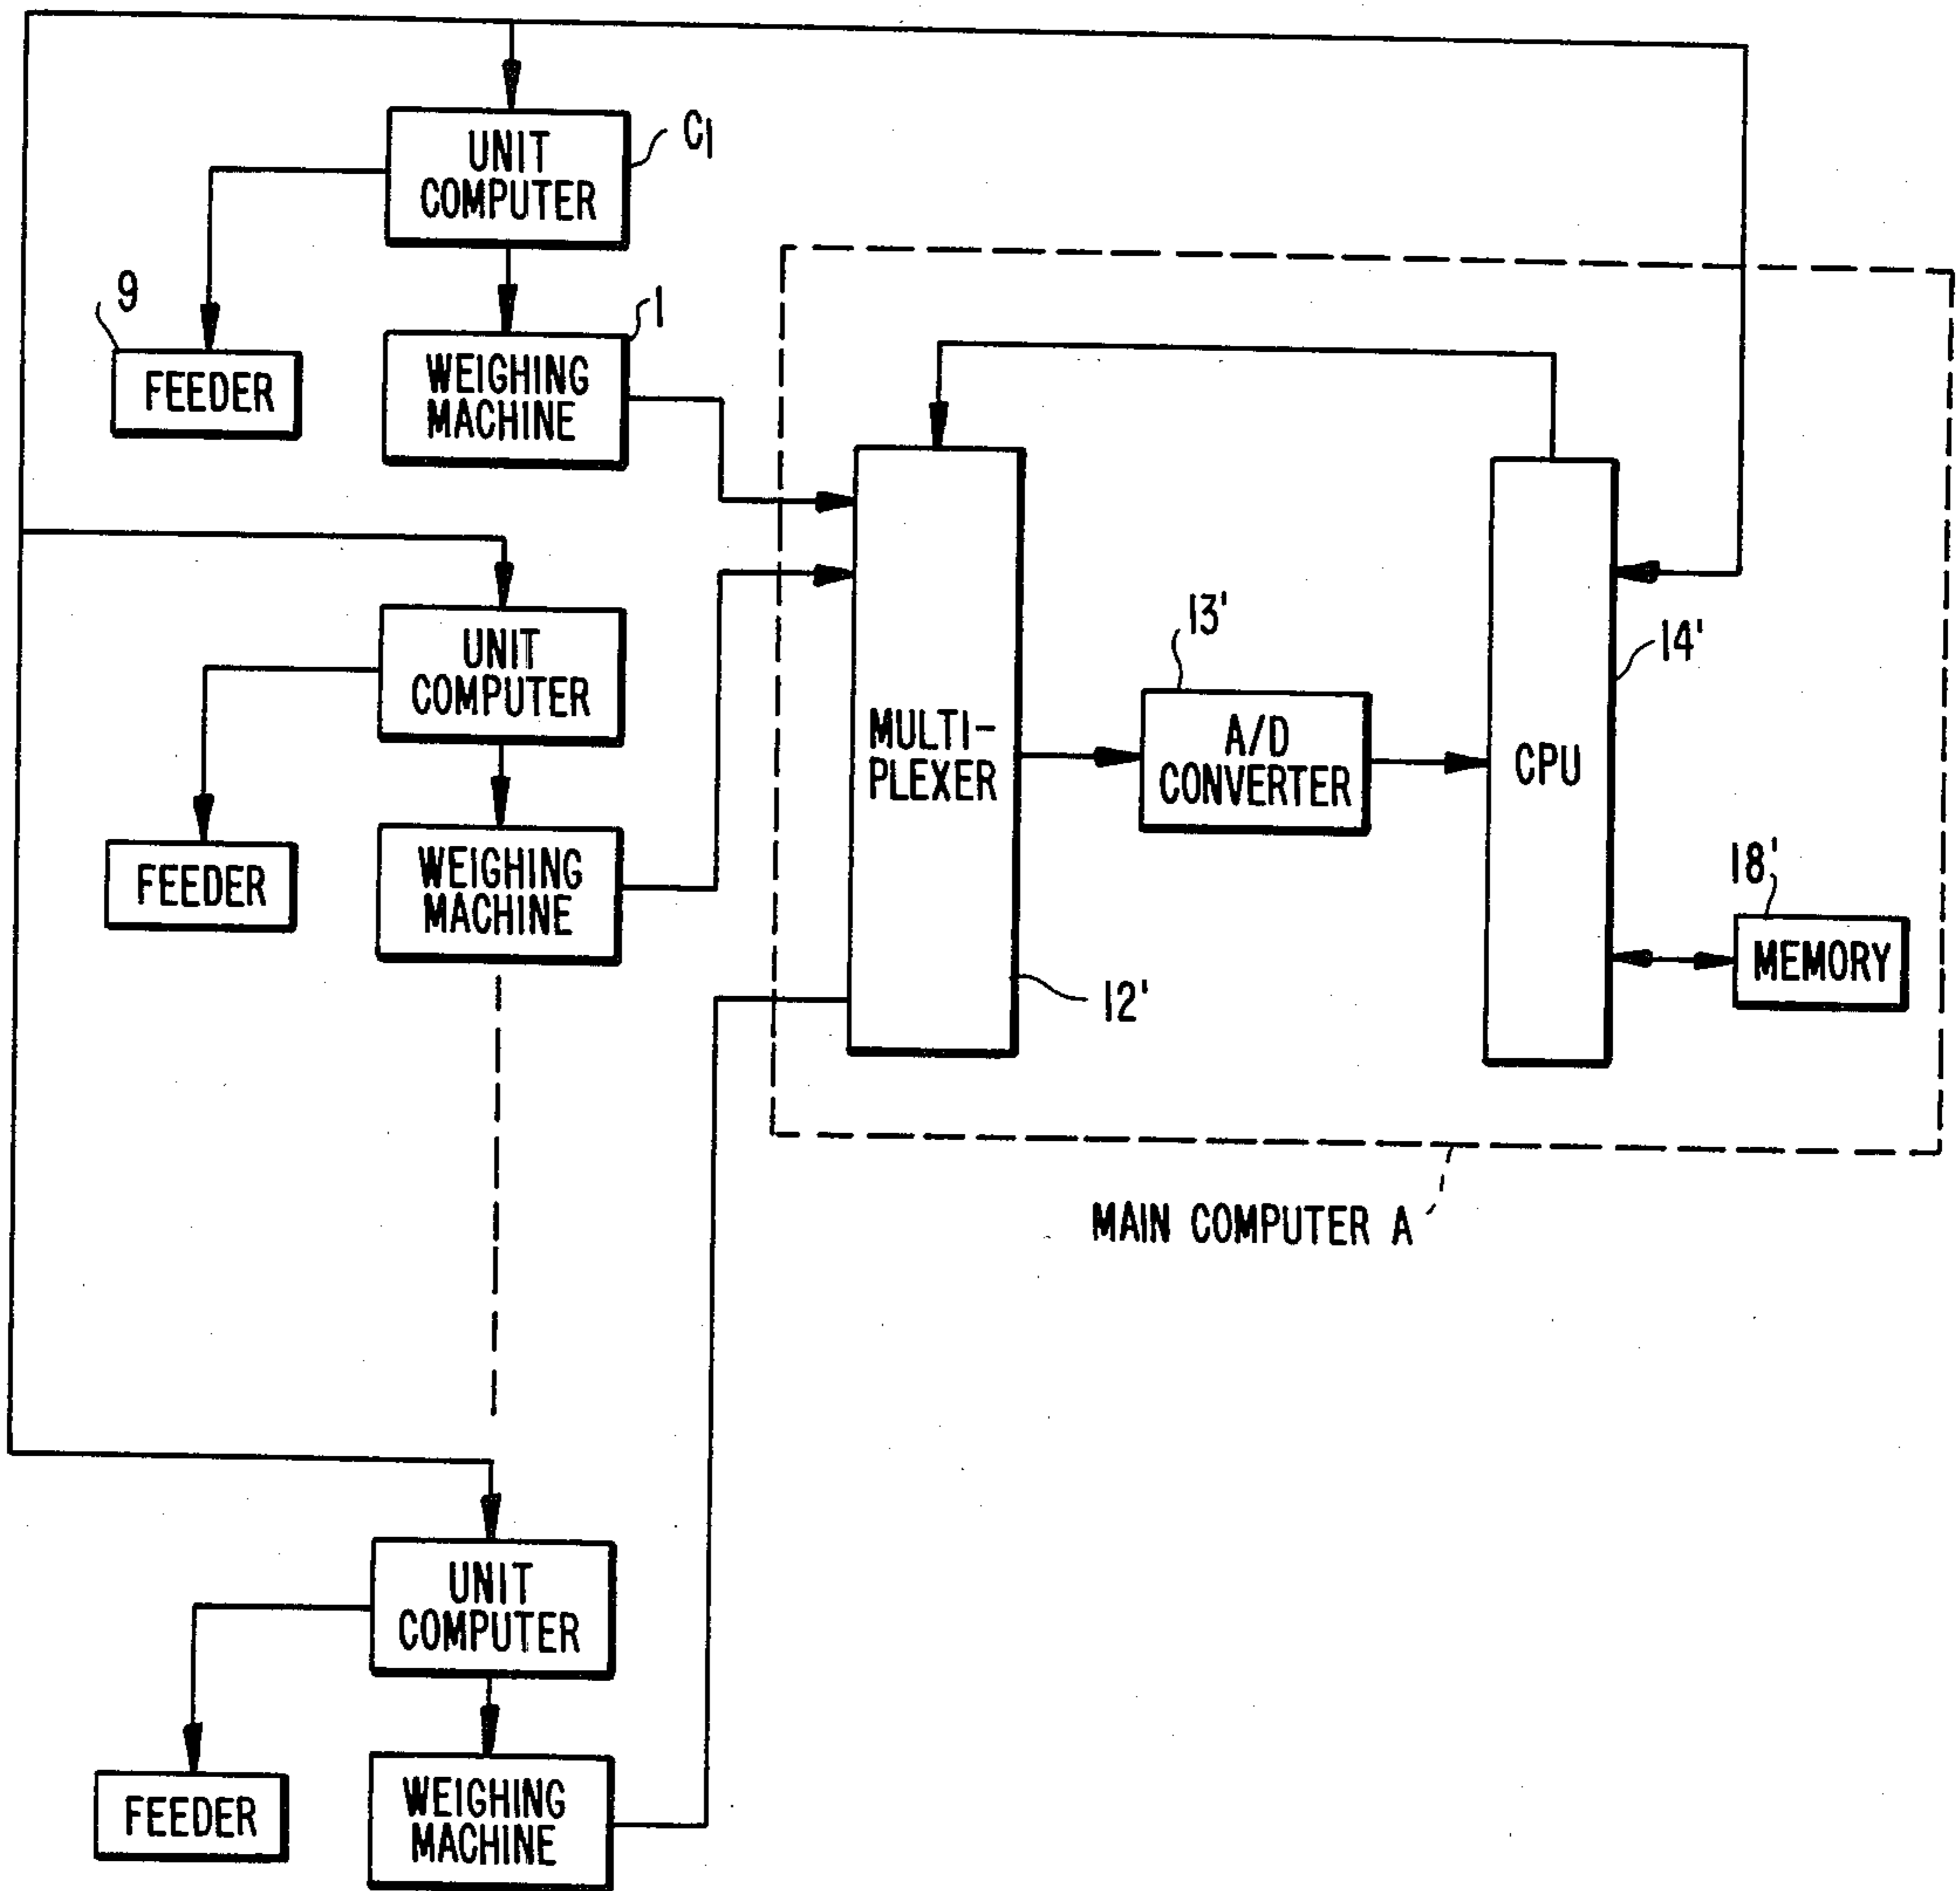 UNIT
COMPUTER
C1
9
FEEDER
1
WEIGHING
MACHINE
UNIT
COMPUTER
FEEDER
WEIGHING
MACHINE
MULTI-
PLEXER
12'
13'
A/D
CONVERTER
CPU
14'
18'
MEMORY
MAIN COMPUTER A
UNIT
COMPUTER
FEEDER
WEIGHING
MACHINE